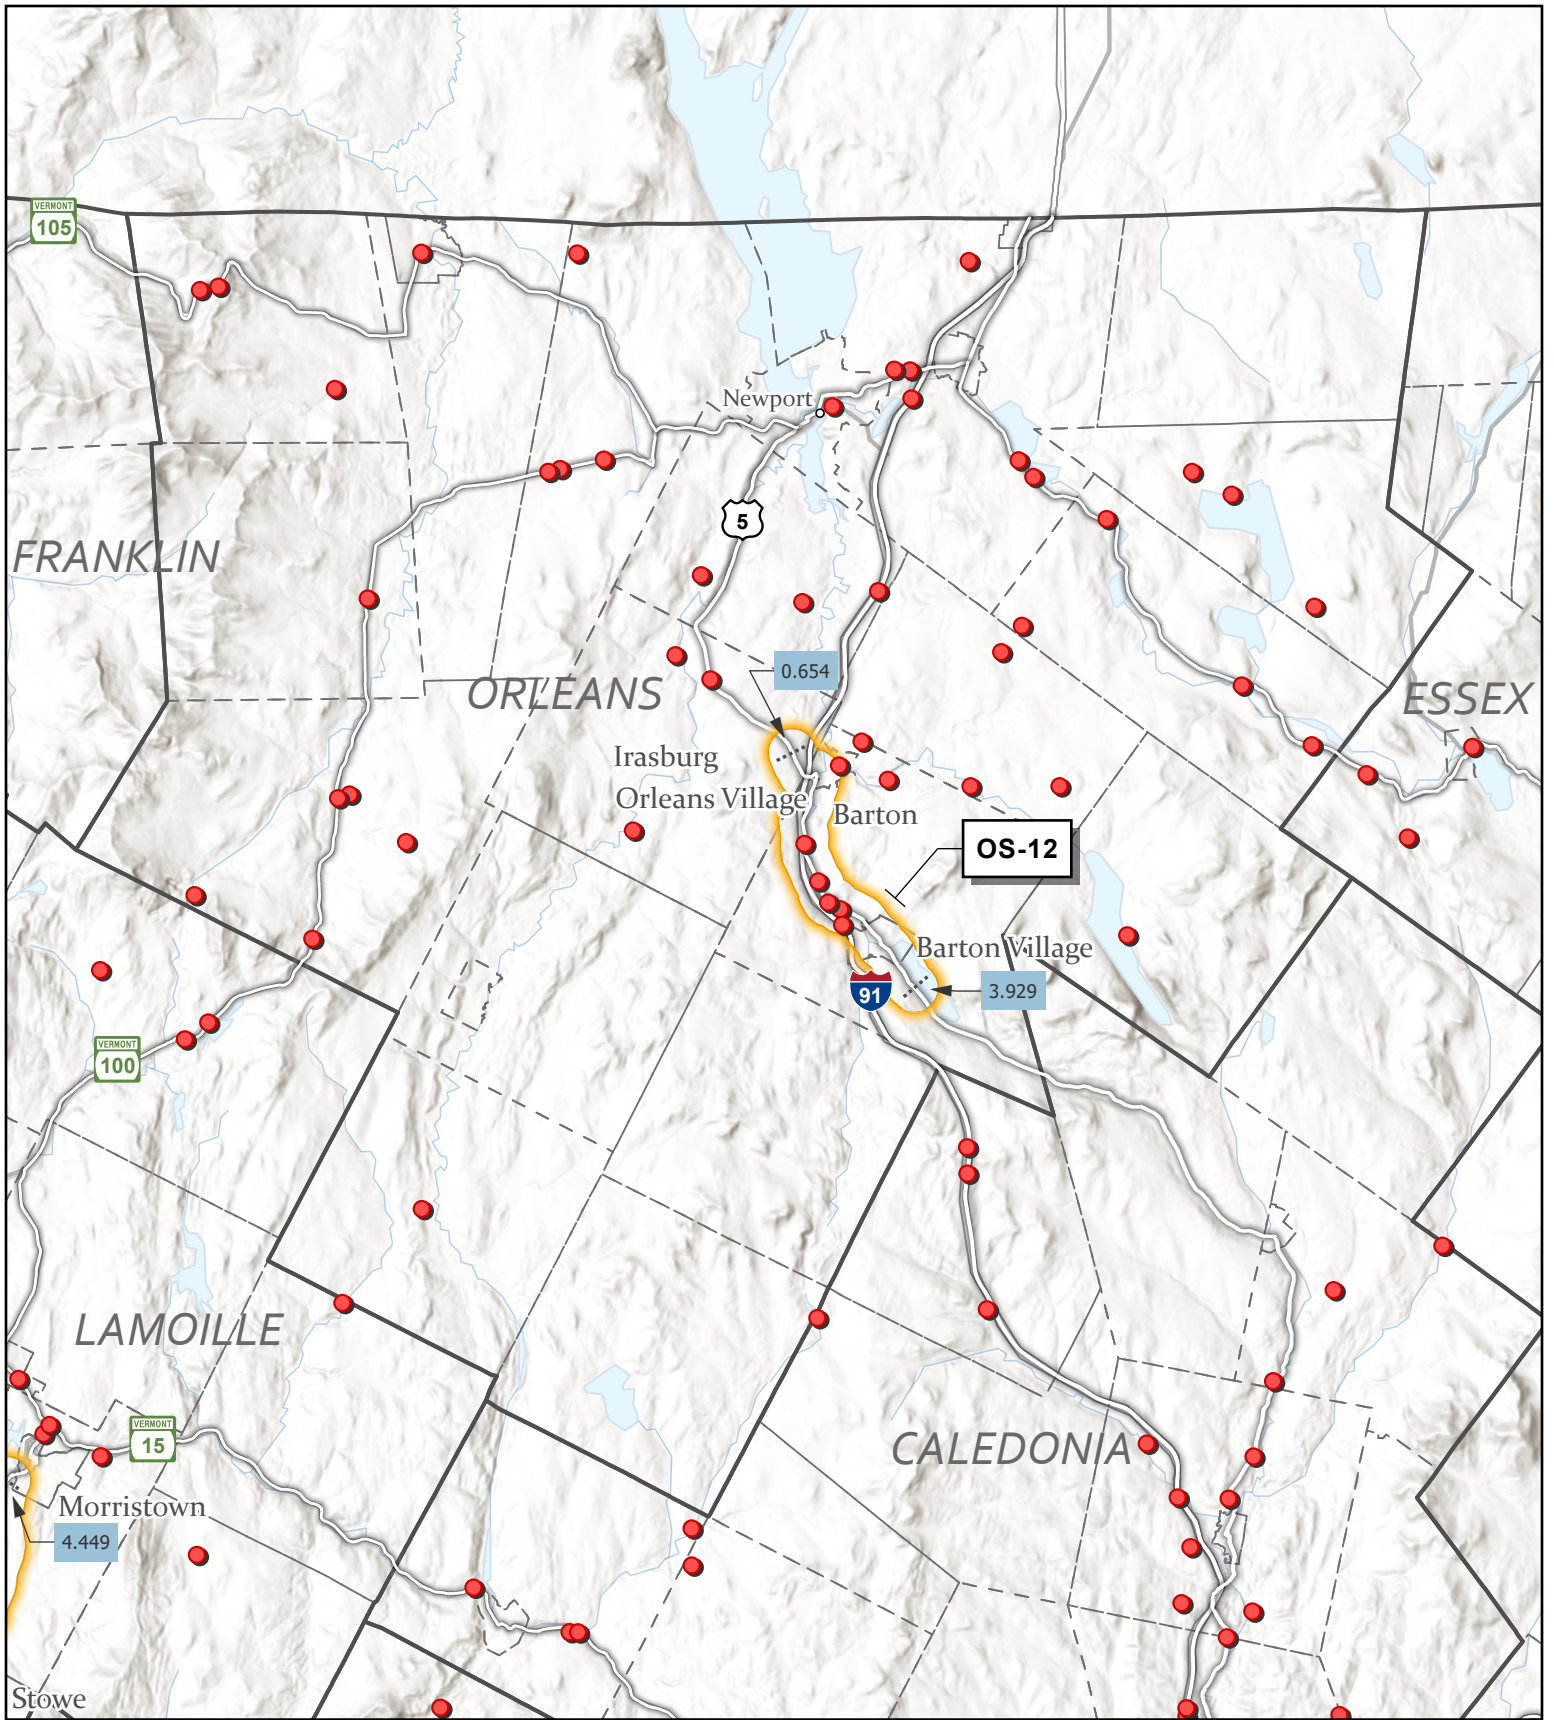 VERMONT
105
Newport
5
FRANKLIN
0.654
ORLEANS
ESSEX
Irasburg
Orleans Village
Barton
OS-12
Barton Village
91
3.929
VERMONT
100
LAMOILLE
VERMONT
15
CALEDONIA
Morristown
4.449
Stowe